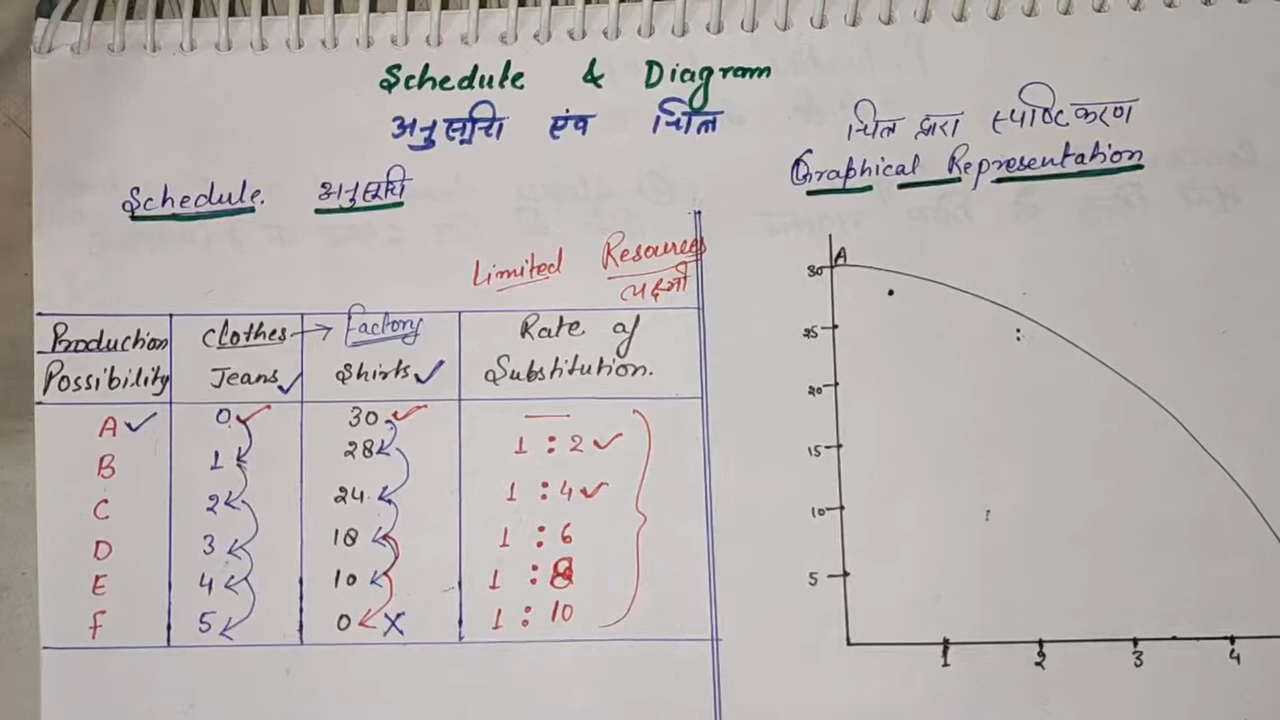 Schedule & Diagram
अनुसूचि एंव चित्र
चित्र द्वारा स्पष्टिकरण
Graphical Representation
Schedule. अनुसूचि
Limited Resources
Production Possibility
Clothes → Factory
Jeans ✓ Shirts ✓
Rate of Substitution.
A ✓ 0 ✓ 30 ✓ —
B 1 28 1 : 2 ✓
C 2 24 1 : 4 ✓
D 3 18 1 : 6
E 4 10 1 : 8
F 5 0 X 1 : 10
A
30
25
20
15
10
5
1 2 3 4